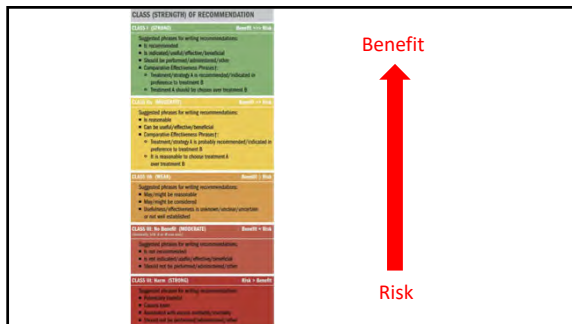 CLASS (STRENGTH) OF RECOMMENDATION
CLASS I (STRONG) Benefit >>> Risk
Suggested phrases for writing recommendations:
■ Is recommended
■ Is indicated/useful/effective/beneficial
■ Should be performed/administered/other
■ Comparative-Effectiveness Phrases†:
○ Treatment/strategy A is recommended/indicated in
preference to treatment B
○ Treatment A should be chosen over treatment B
CLASS IIa (MODERATE) Benefit >> Risk
Suggested phrases for writing recommendations:
■ Is reasonable
■ Can be useful/effective/beneficial
■ Comparative-Effectiveness Phrases†:
○ Treatment/strategy A is probably recommended/indicated in
preference to treatment B
○ It is reasonable to choose treatment A
over treatment B
CLASS IIb (WEAK) Benefit ≥ Risk
Suggested phrases for writing recommendations:
■ May/might be reasonable
■ May/might be considered
■ Usefulness/effectiveness is unknown/unclear/uncertain
or not well established
CLASS III: No Benefit (MODERATE) Benefit = Risk
Suggested phrases for writing recommendations:
■ Is not recommended
■ Is not indicated/useful/effective/beneficial
■ Should not be performed/administered/other
CLASS III: Harm (STRONG) Risk > Benefit
Suggested phrases for writing recommendations:
■ Potentially harmful
■ Causes harm
■ Associated with excess morbidity/mortality
■ Should not be performed/administered/other
Benefit
Risk